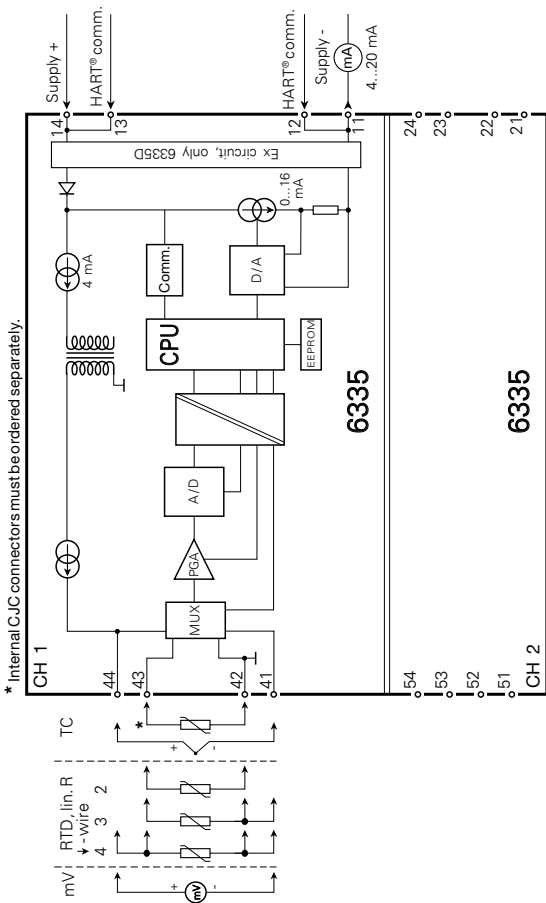 * Internal CJC connectors must be ordered separately.
CH 1
Supply +
HART® comm.
14
13
HART® comm.
12
Supply -
mA
4...20 mA
11
Ex circuit, only 6335D
4 mA
0...16
mA
Comm.
D/A
CPU
EEPROM
A/D
PGA
MUX
44
43
42
41
TC
*
+
-
RTD, lin. R
-wire
4 3 2
mV
+
mV
-
6335
24
23
22
21
6335
54
53
52
51
CH 2